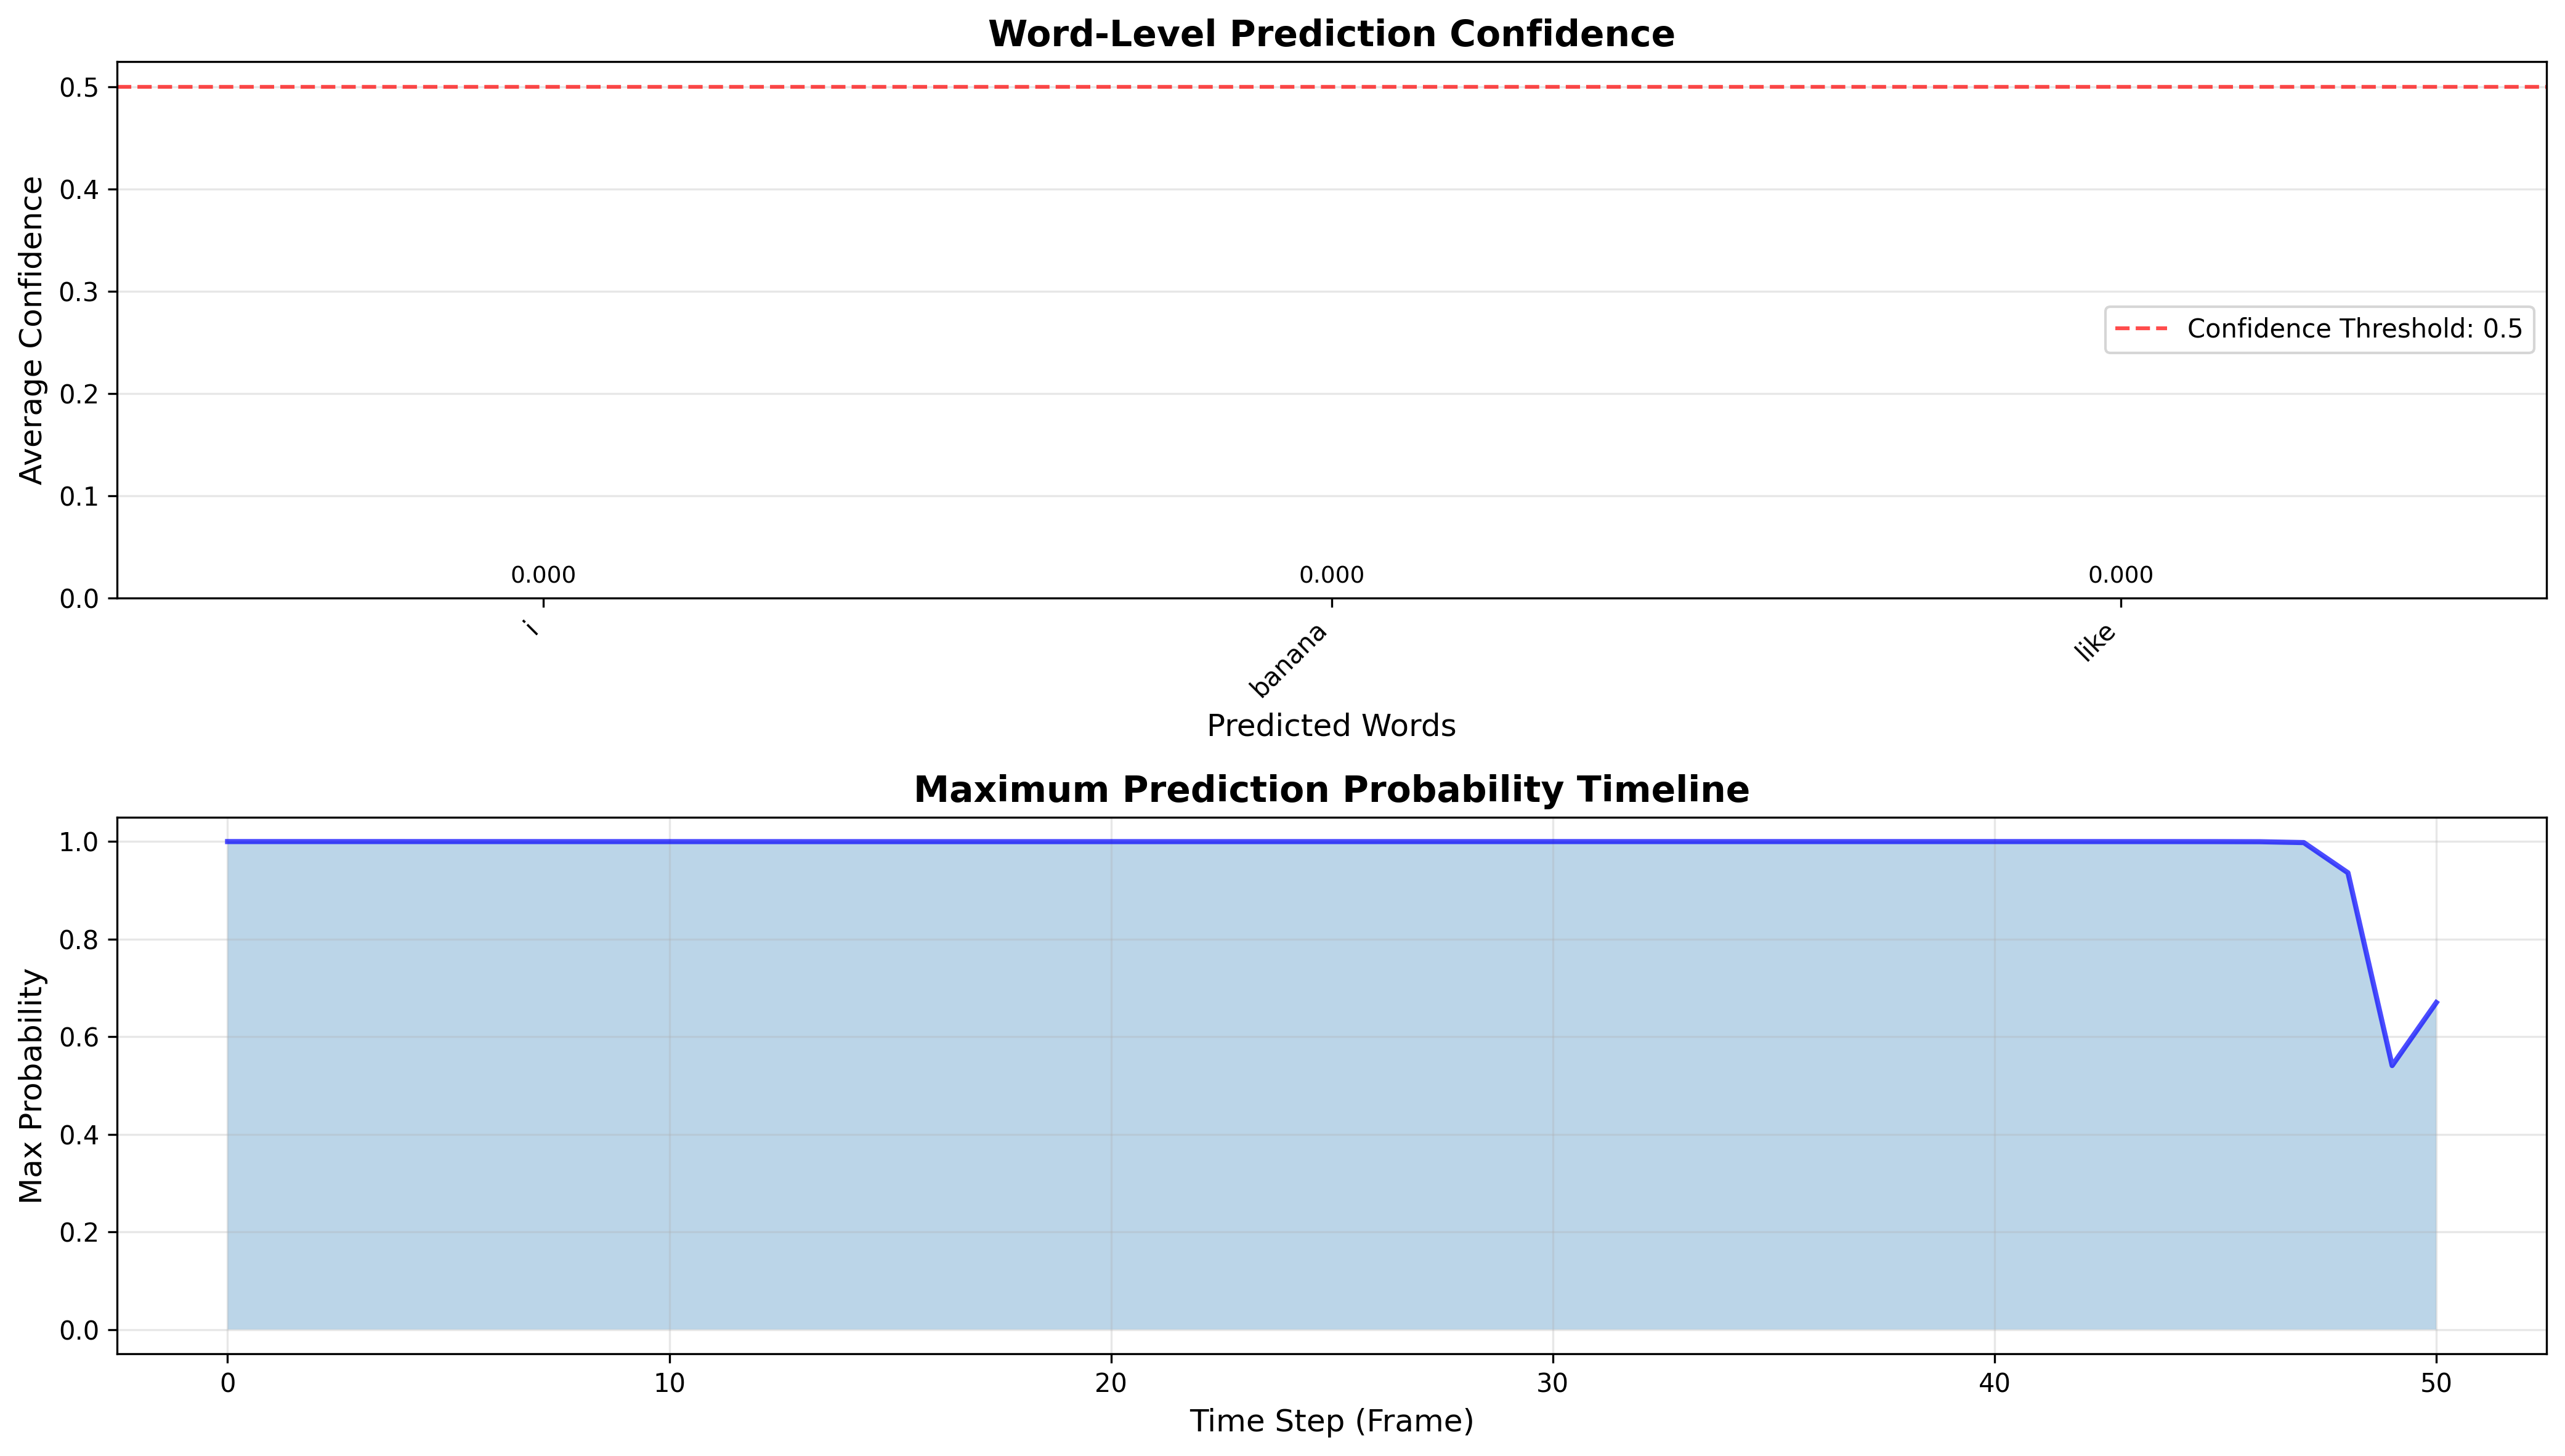 Word-Level Prediction Confidence
0.5
0.4
0.3
0.2
0.1
0.0
Average Confidence
Confidence Threshold: 0.5
0.000 0.000 0.000
i banana like
Predicted Words
Maximum Prediction Probability Timeline
1.0
0.8
0.6
0.4
0.2
0.0
Max Probability
0 10 20 30 40 50
Time Step (Frame)